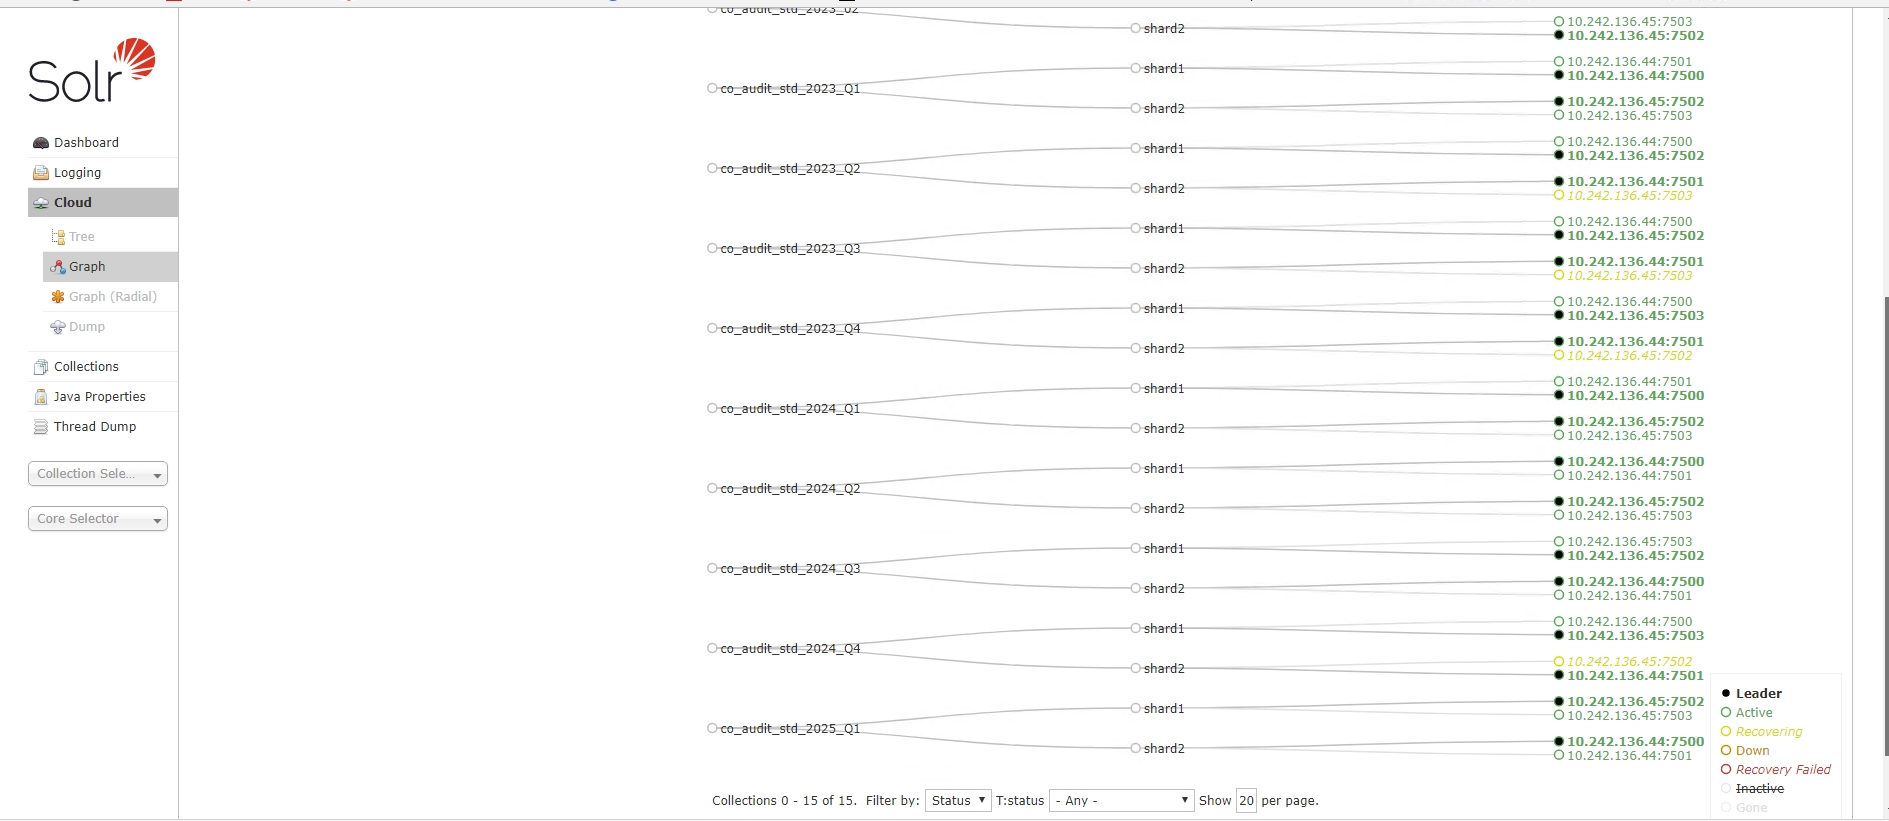 co_audit_std_2023_02
shard2
10.242.136.45:7503
10.242.136.45:7502
Solr
Dashboard
Logging
Cloud
Tree
Graph
Graph (Radial)
Dump
Collections
Java Properties
Thread Dump
Collection Sele...
Core Selector
co_audit_std_2023_Q1
shard1
10.242.136.44:7501
10.242.136.44:7500
shard2
10.242.136.45:7502
10.242.136.45:7503
co_audit_std_2023_Q2
shard1
10.242.136.44:7500
10.242.136.45:7502
shard2
10.242.136.44:7501
10.242.136.45:7503
co_audit_std_2023_Q3
shard1
10.242.136.44:7500
10.242.136.45:7502
shard2
10.242.136.44:7501
10.242.136.45:7503
co_audit_std_2023_Q4
shard1
10.242.136.44:7500
10.242.136.45:7503
shard2
10.242.136.44:7501
10.242.136.45:7502
co_audit_std_2024_Q1
shard1
10.242.136.44:7501
10.242.136.44:7500
shard2
10.242.136.45:7502
10.242.136.45:7503
co_audit_std_2024_Q2
shard1
10.242.136.44:7500
10.242.136.44:7501
shard2
10.242.136.45:7502
10.242.136.45:7503
co_audit_std_2024_Q3
shard1
10.242.136.45:7503
10.242.136.45:7502
shard2
10.242.136.44:7500
10.242.136.44:7501
co_audit_std_2024_Q4
shard1
10.242.136.44:7500
10.242.136.45:7503
shard2
10.242.136.45:7502
10.242.136.44:7501
co_audit_std_2025_Q1
shard1
10.242.136.45:7502
10.242.136.45:7503
shard2
10.242.136.44:7500
10.242.136.44:7501
Leader
Active
Recovering
Down
Recovery Failed
Inactive
Gone
Collections 0 - 15 of 15. Filter by: Status T:status - Any - Show 20 per page.